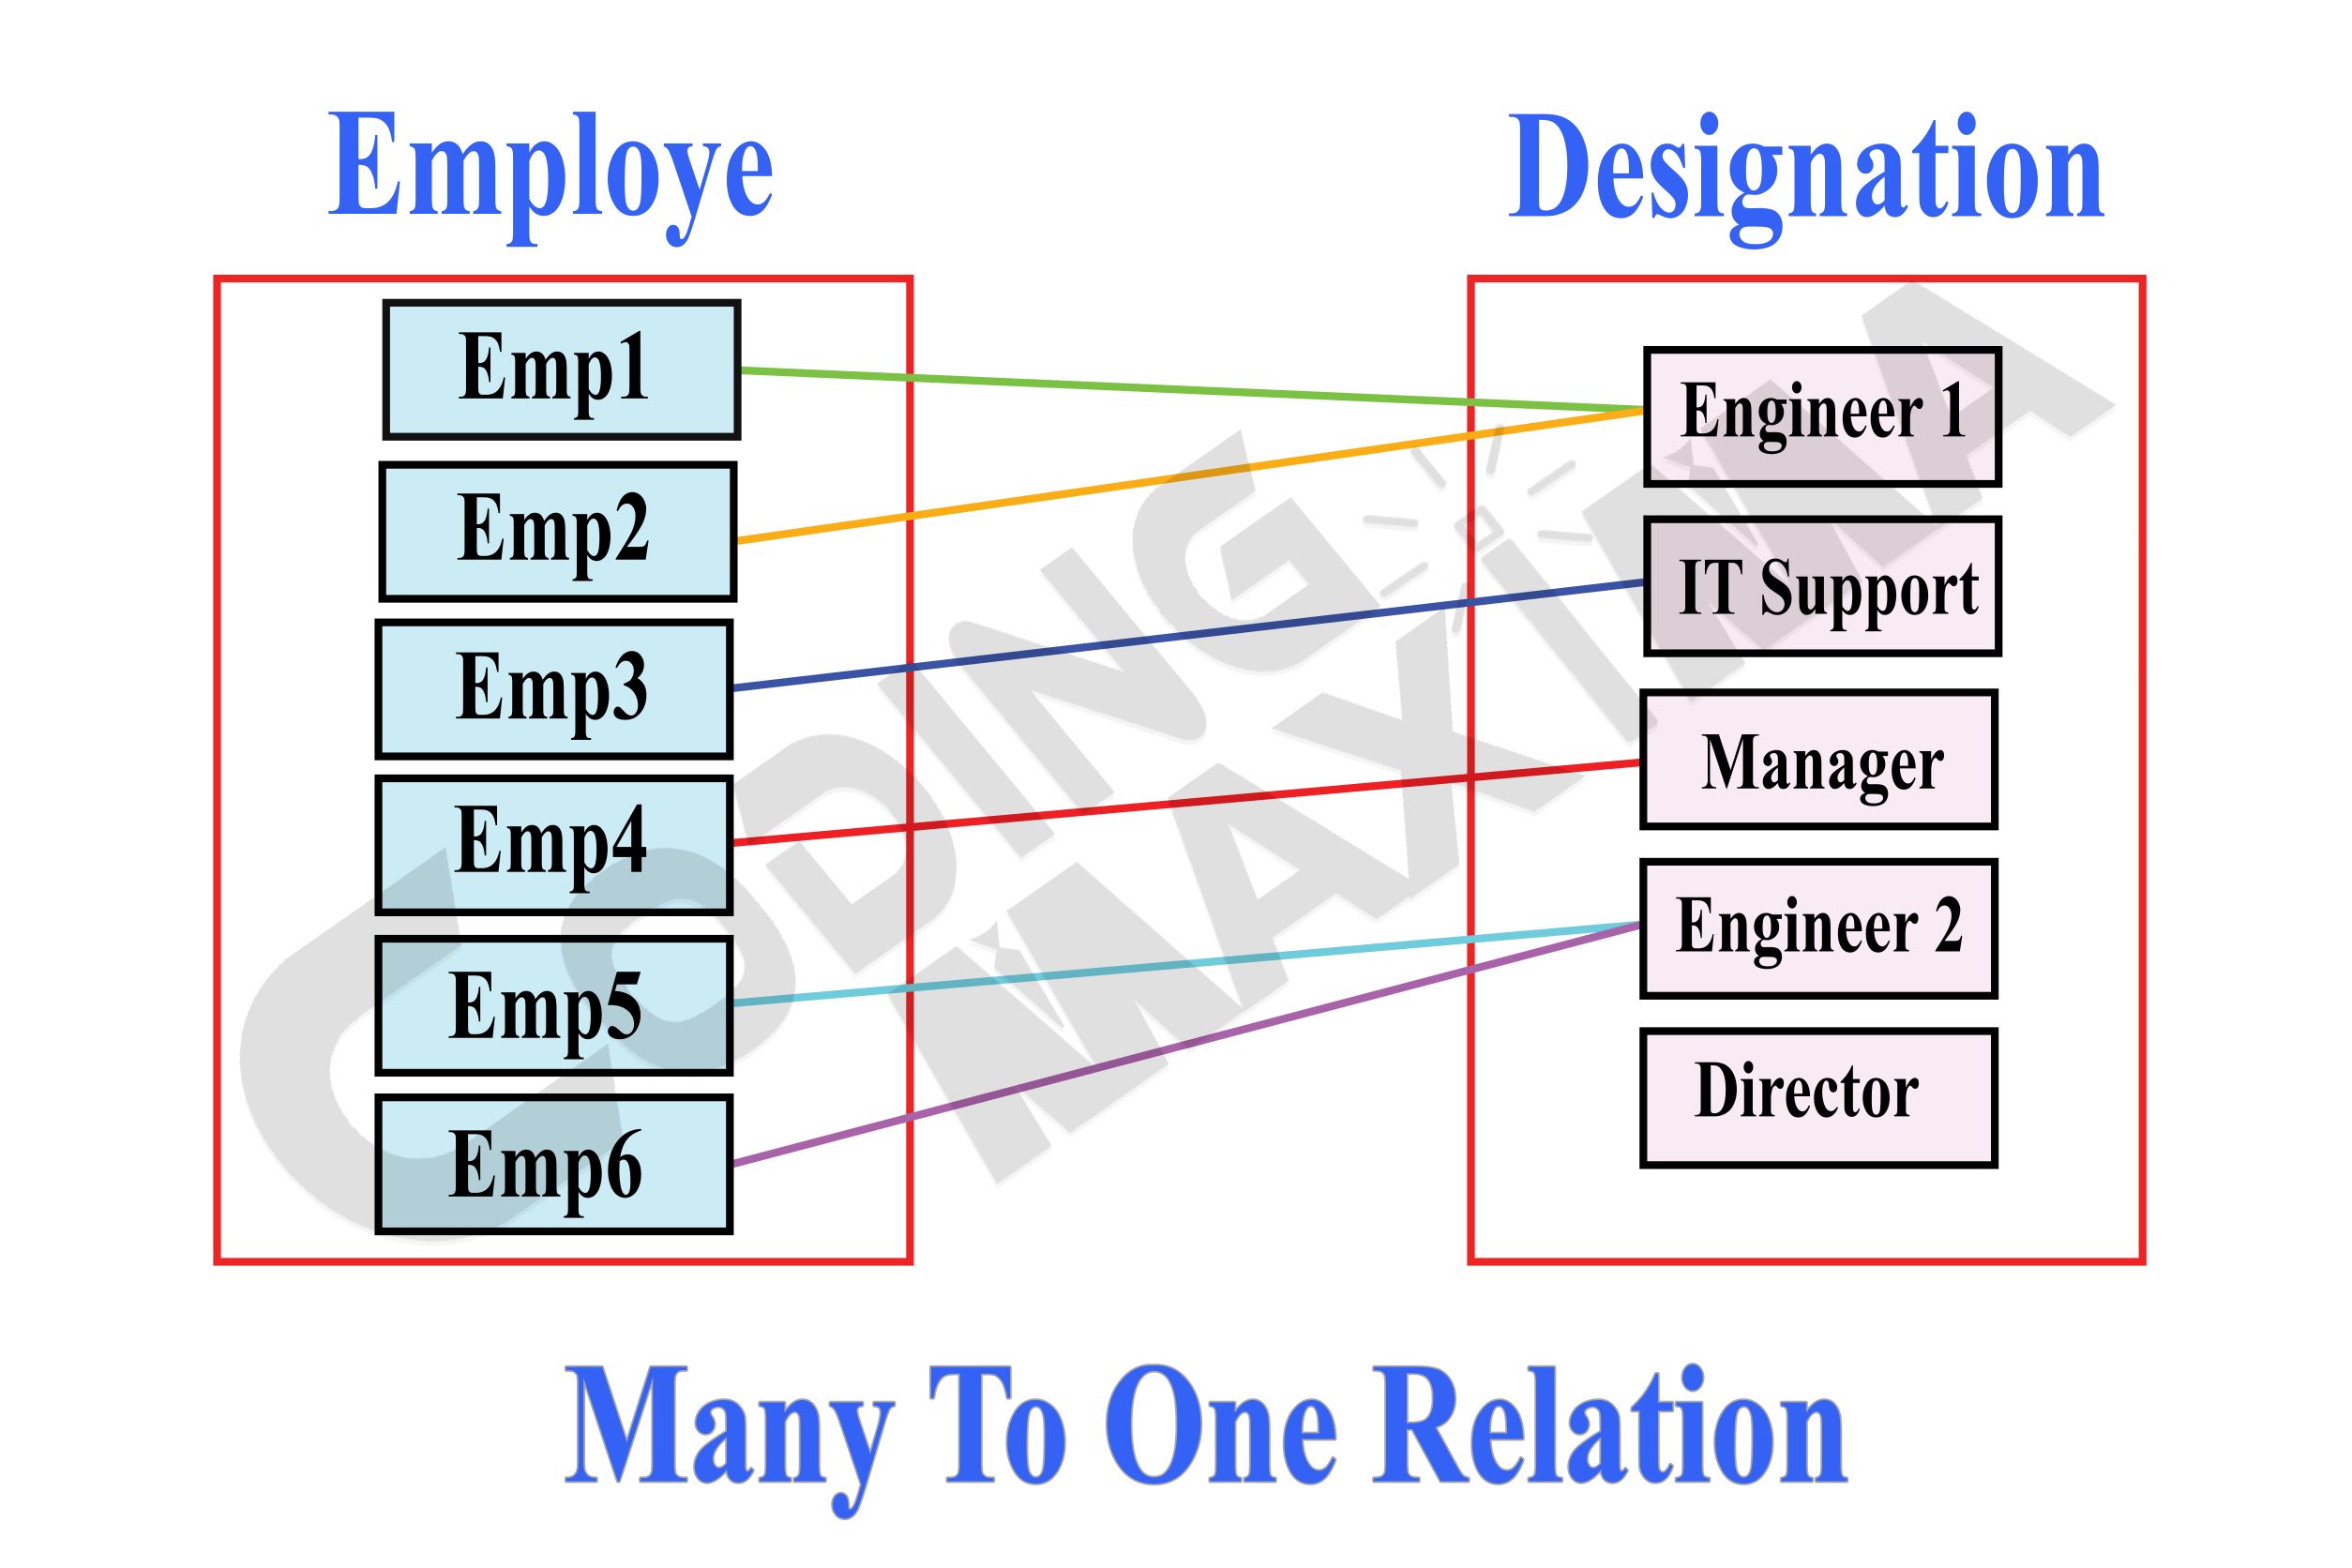 Employe
Designation
Emp1
Emp2
Emp3
Emp4
Emp5
Emp6
Engineer 1
IT Support
Manager
Engineer 2
Director
CODING
MAXIMA
Many To One Relation